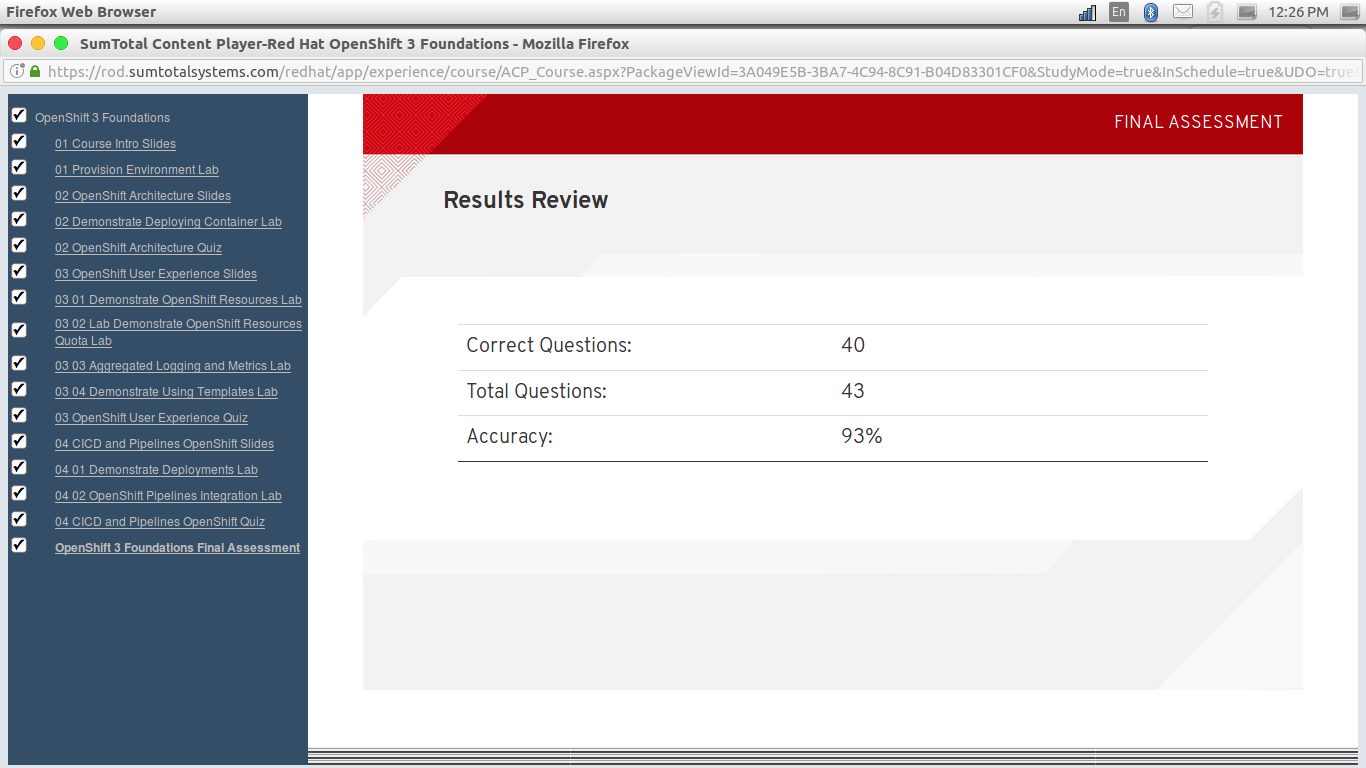 Firefox Web Browser
En
12:26 PM
SumTotal Content Player-Red Hat OpenShift 3 Foundations - Mozilla Firefox
https://rod.sumtotalsystems.com/redhat/app/experience/course/ACP_Course.aspx?PackageViewId=3A049E5B-3BA7-4C94-8C91-B04D83301CF0&StudyMode=true&InSchedule=true&UDO=true
OpenShift 3 Foundations
01 Course Intro Slides
01 Provision Environment Lab
02 OpenShift Architecture Slides
02 Demonstrate Deploying Container Lab
02 OpenShift Architecture Quiz
03 OpenShift User Experience Slides
03 01 Demonstrate OpenShift Resources Lab
03 02 Lab Demonstrate OpenShift Resources
Quota Lab
03 03 Aggregated Logging and Metrics Lab
03 04 Demonstrate Using Templates Lab
03 OpenShift User Experience Quiz
04 CICD and Pipelines OpenShift Slides
04 01 Demonstrate Deployments Lab
04 02 OpenShift Pipelines Integration Lab
04 CICD and Pipelines OpenShift Quiz
OpenShift 3 Foundations Final Assessment
FINAL ASSESSMENT
Results Review
Correct Questions: 40
Total Questions: 43
Accuracy: 93%